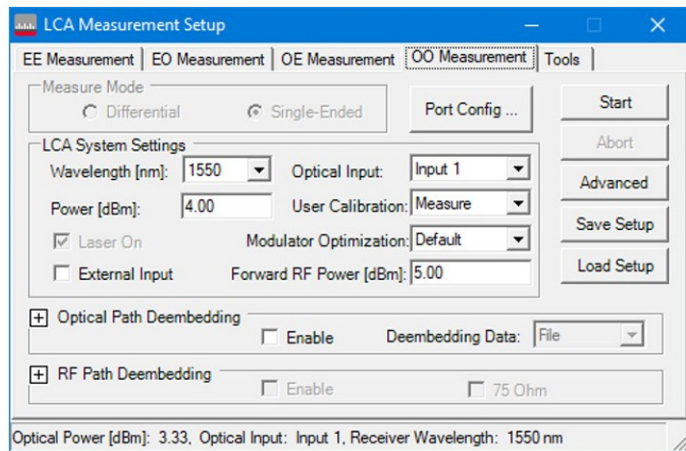 LCA Measurement Setup
EE Measurement EO Measurement OE Measurement OO Measurement Tools
Measure Mode
Differential Single-Ended
Port Config ...
Start
LCA System Settings
Abort
Wavelength [nm]: 1550 Optical Input: Input 1
Advanced
Power [dBm]: 4.00 User Calibration: Measure
Save Setup
Laser On Modulator Optimization: Default
Load Setup
External Input Forward RF Power [dBm]: 5.00
Optical Path Deembedding
Enable Deembedding Data: File
RF Path Deembedding
Enable 75 Ohm
Optical Power [dBm]: 3.33, Optical Input: Input 1, Receiver Wavelength: 1550 nm